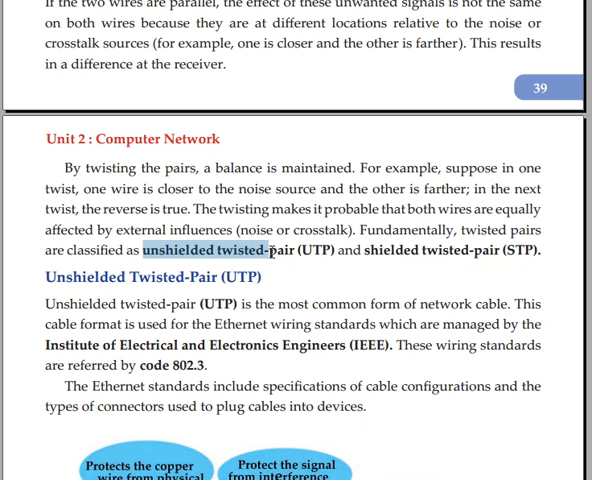 If the two wires are parallel, the effect of these unwanted signals is not the same
on both wires because they are at different locations relative to the noise or
crosstalk sources (for example, one is closer and the other is farther). This results
in a difference at the receiver.
39
Unit 2 : Computer Network
By twisting the pairs, a balance is maintained. For example, suppose in one
twist, one wire is closer to the noise source and the other is farther; in the next
twist, the reverse is true. The twisting makes it probable that both wires are equally
affected by external influences (noise or crosstalk). Fundamentally, twisted pairs
are classified as unshielded twisted-pair (UTP) and shielded twisted-pair (STP).
Unshielded Twisted-Pair (UTP)
Unshielded twisted-pair (UTP) is the most common form of network cable. This
cable format is used for the Ethernet wiring standards which are managed by the
Institute of Electrical and Electronics Engineers (IEEE). These wiring standards
are referred by code 802.3.
The Ethernet standards include specifications of cable configurations and the
types of connectors used to plug cables into devices.
Protects the copper
wire from physical
Protect the signal
from interference